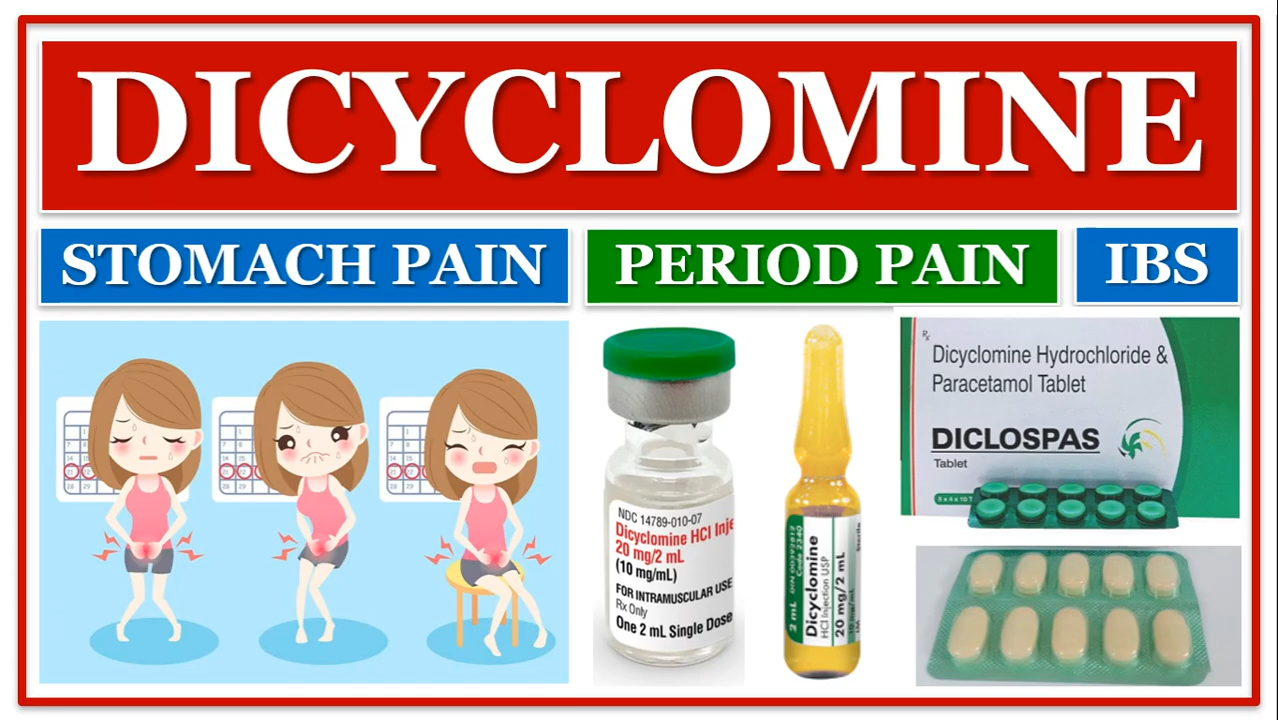 DICYCLOMINE
STOMACH PAIN
PERIOD PAIN
IBS
NDC 14789-010-07
Dicyclomine HCl Inje
20 mg/2 mL
(10 mg/mL)
FOR INTRAMUSCULAR USE
Rx Only
One 2 mL Single Dose
2 mL
Code 2340
Dicyclomine
HCl Injection USP
20 mg/2 mL
Sterile
Rx
Dicyclomine Hydrochloride &
Paracetamol Tablet
DICLOSPAS
Tablet